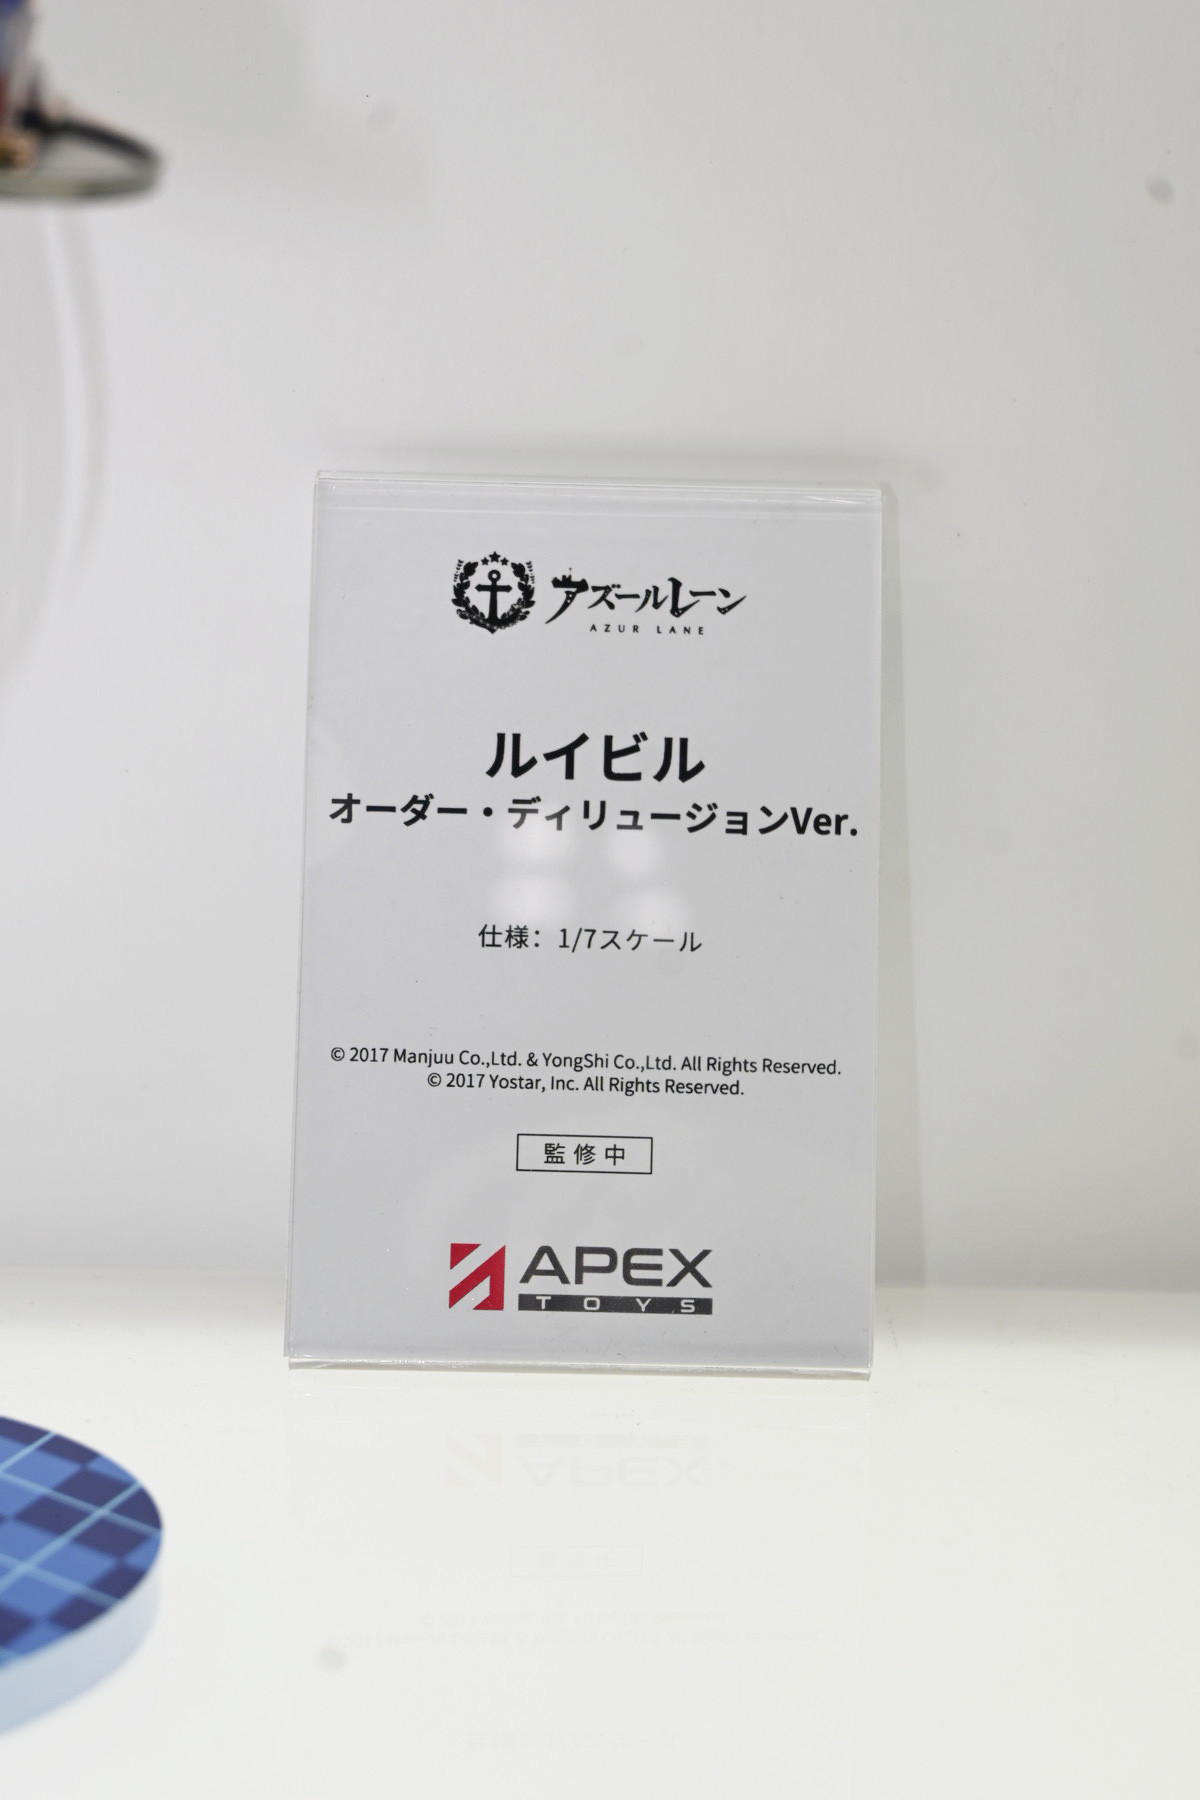 アズールレーン
AZUR LANE
ルイビル
オーダー・ディリュージョンVer.
仕様：1/7スケール
© 2017 Manjuu Co.,Ltd. & YongShi Co.,Ltd. All Rights Reserved.
© 2017 Yostar, Inc. All Rights Reserved.
監修中
APEX
TOYS